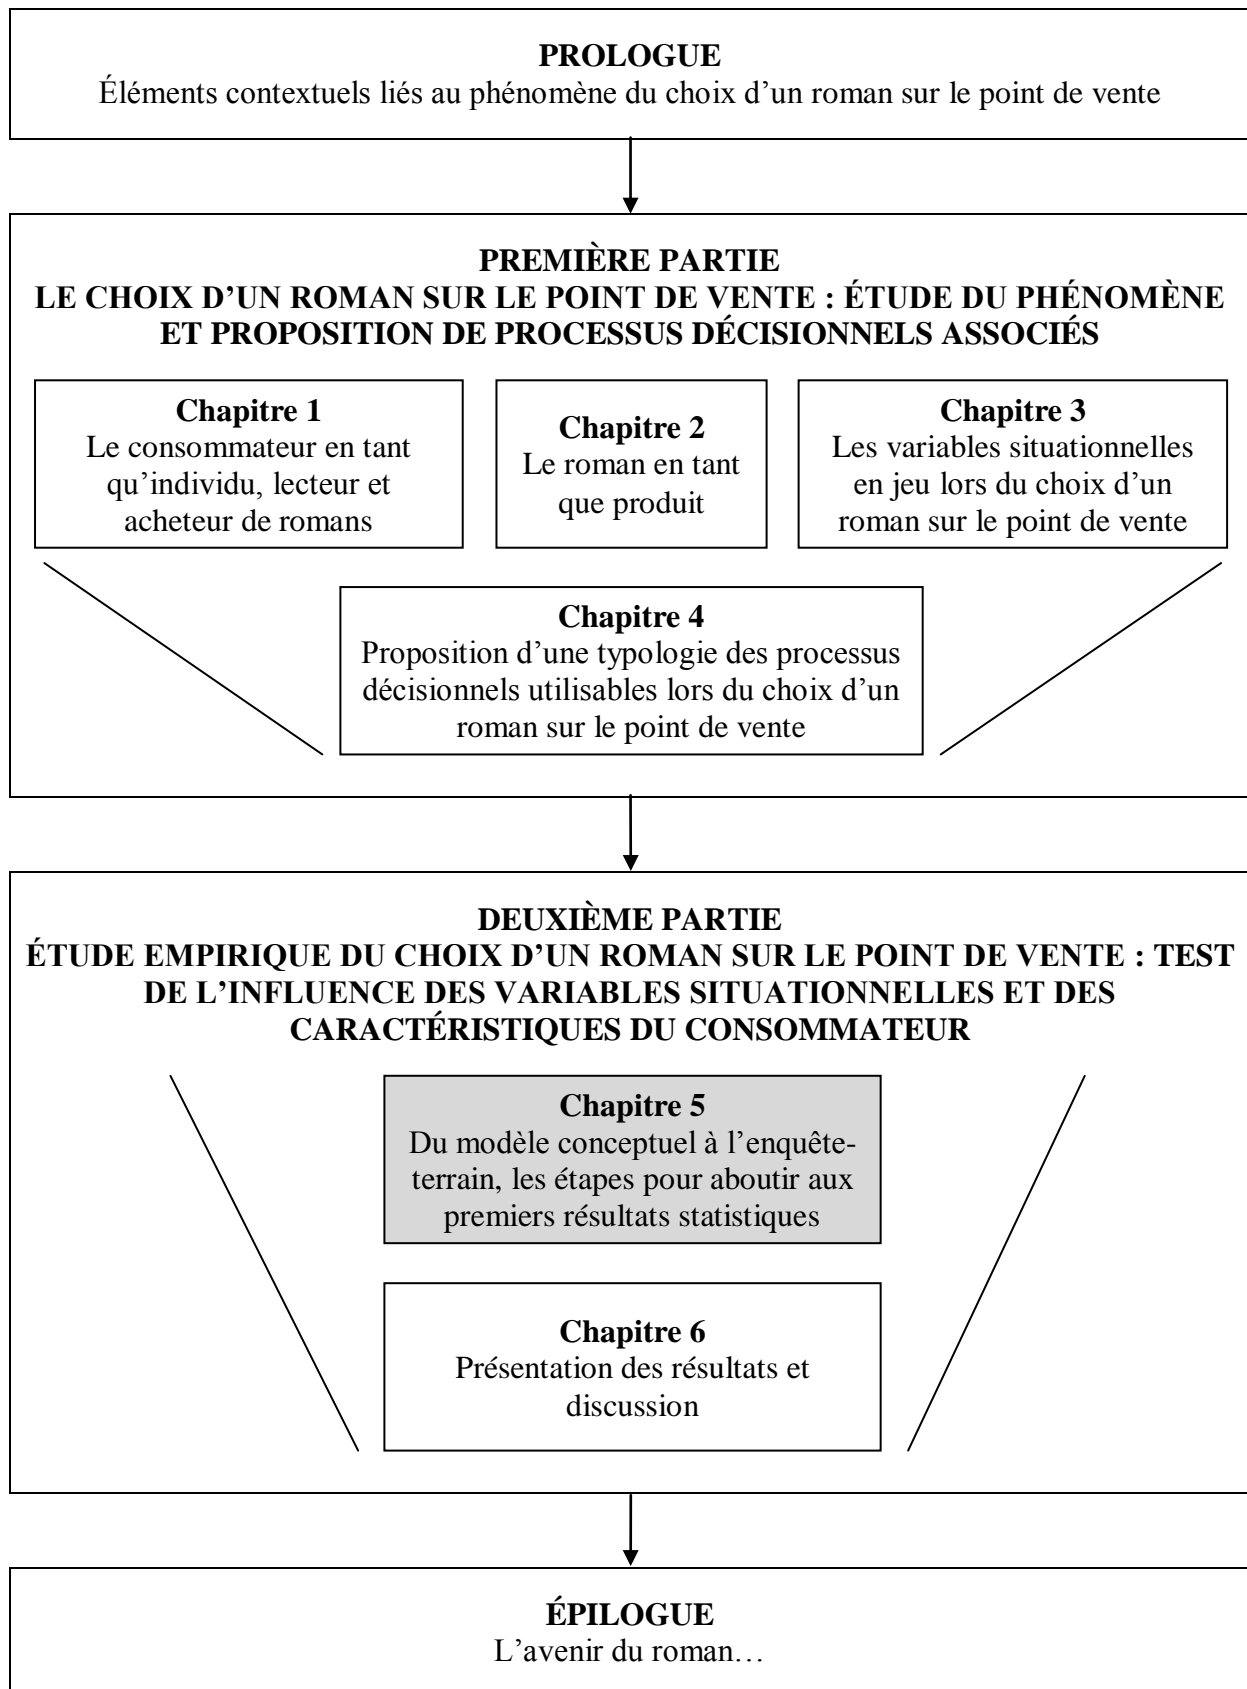 PROLOGUE
Éléments contextuels liés au phénomène du choix d’un roman sur le point de vente
PREMIÈRE PARTIE
LE CHOIX D’UN ROMAN SUR LE POINT DE VENTE : ÉTUDE DU PHÉNOMÈNE
ET PROPOSITION DE PROCESSUS DÉCISIONNELS ASSOCIÉS
Chapitre 1
Le consommateur en tant
qu’individu, lecteur et
acheteur de romans
Chapitre 2
Le roman en tant
que produit
Chapitre 3
Les variables situationnelles
en jeu lors du choix d’un
roman sur le point de vente
Chapitre 4
Proposition d’une typologie des processus
décisionnels utilisables lors du choix d’un
roman sur le point de vente
DEUXIÈME PARTIE
ÉTUDE EMPIRIQUE DU CHOIX D’UN ROMAN SUR LE POINT DE VENTE : TEST
DE L’INFLUENCE DES VARIABLES SITUATIONNELLES ET DES
CARACTÉRISTIQUES DU CONSOMMATEUR
Chapitre 5
Du modèle conceptuel à l’enquête-
terrain, les étapes pour aboutir aux
premiers résultats statistiques
Chapitre 6
Présentation des résultats et
discussion
ÉPILOGUE
L’avenir du roman…